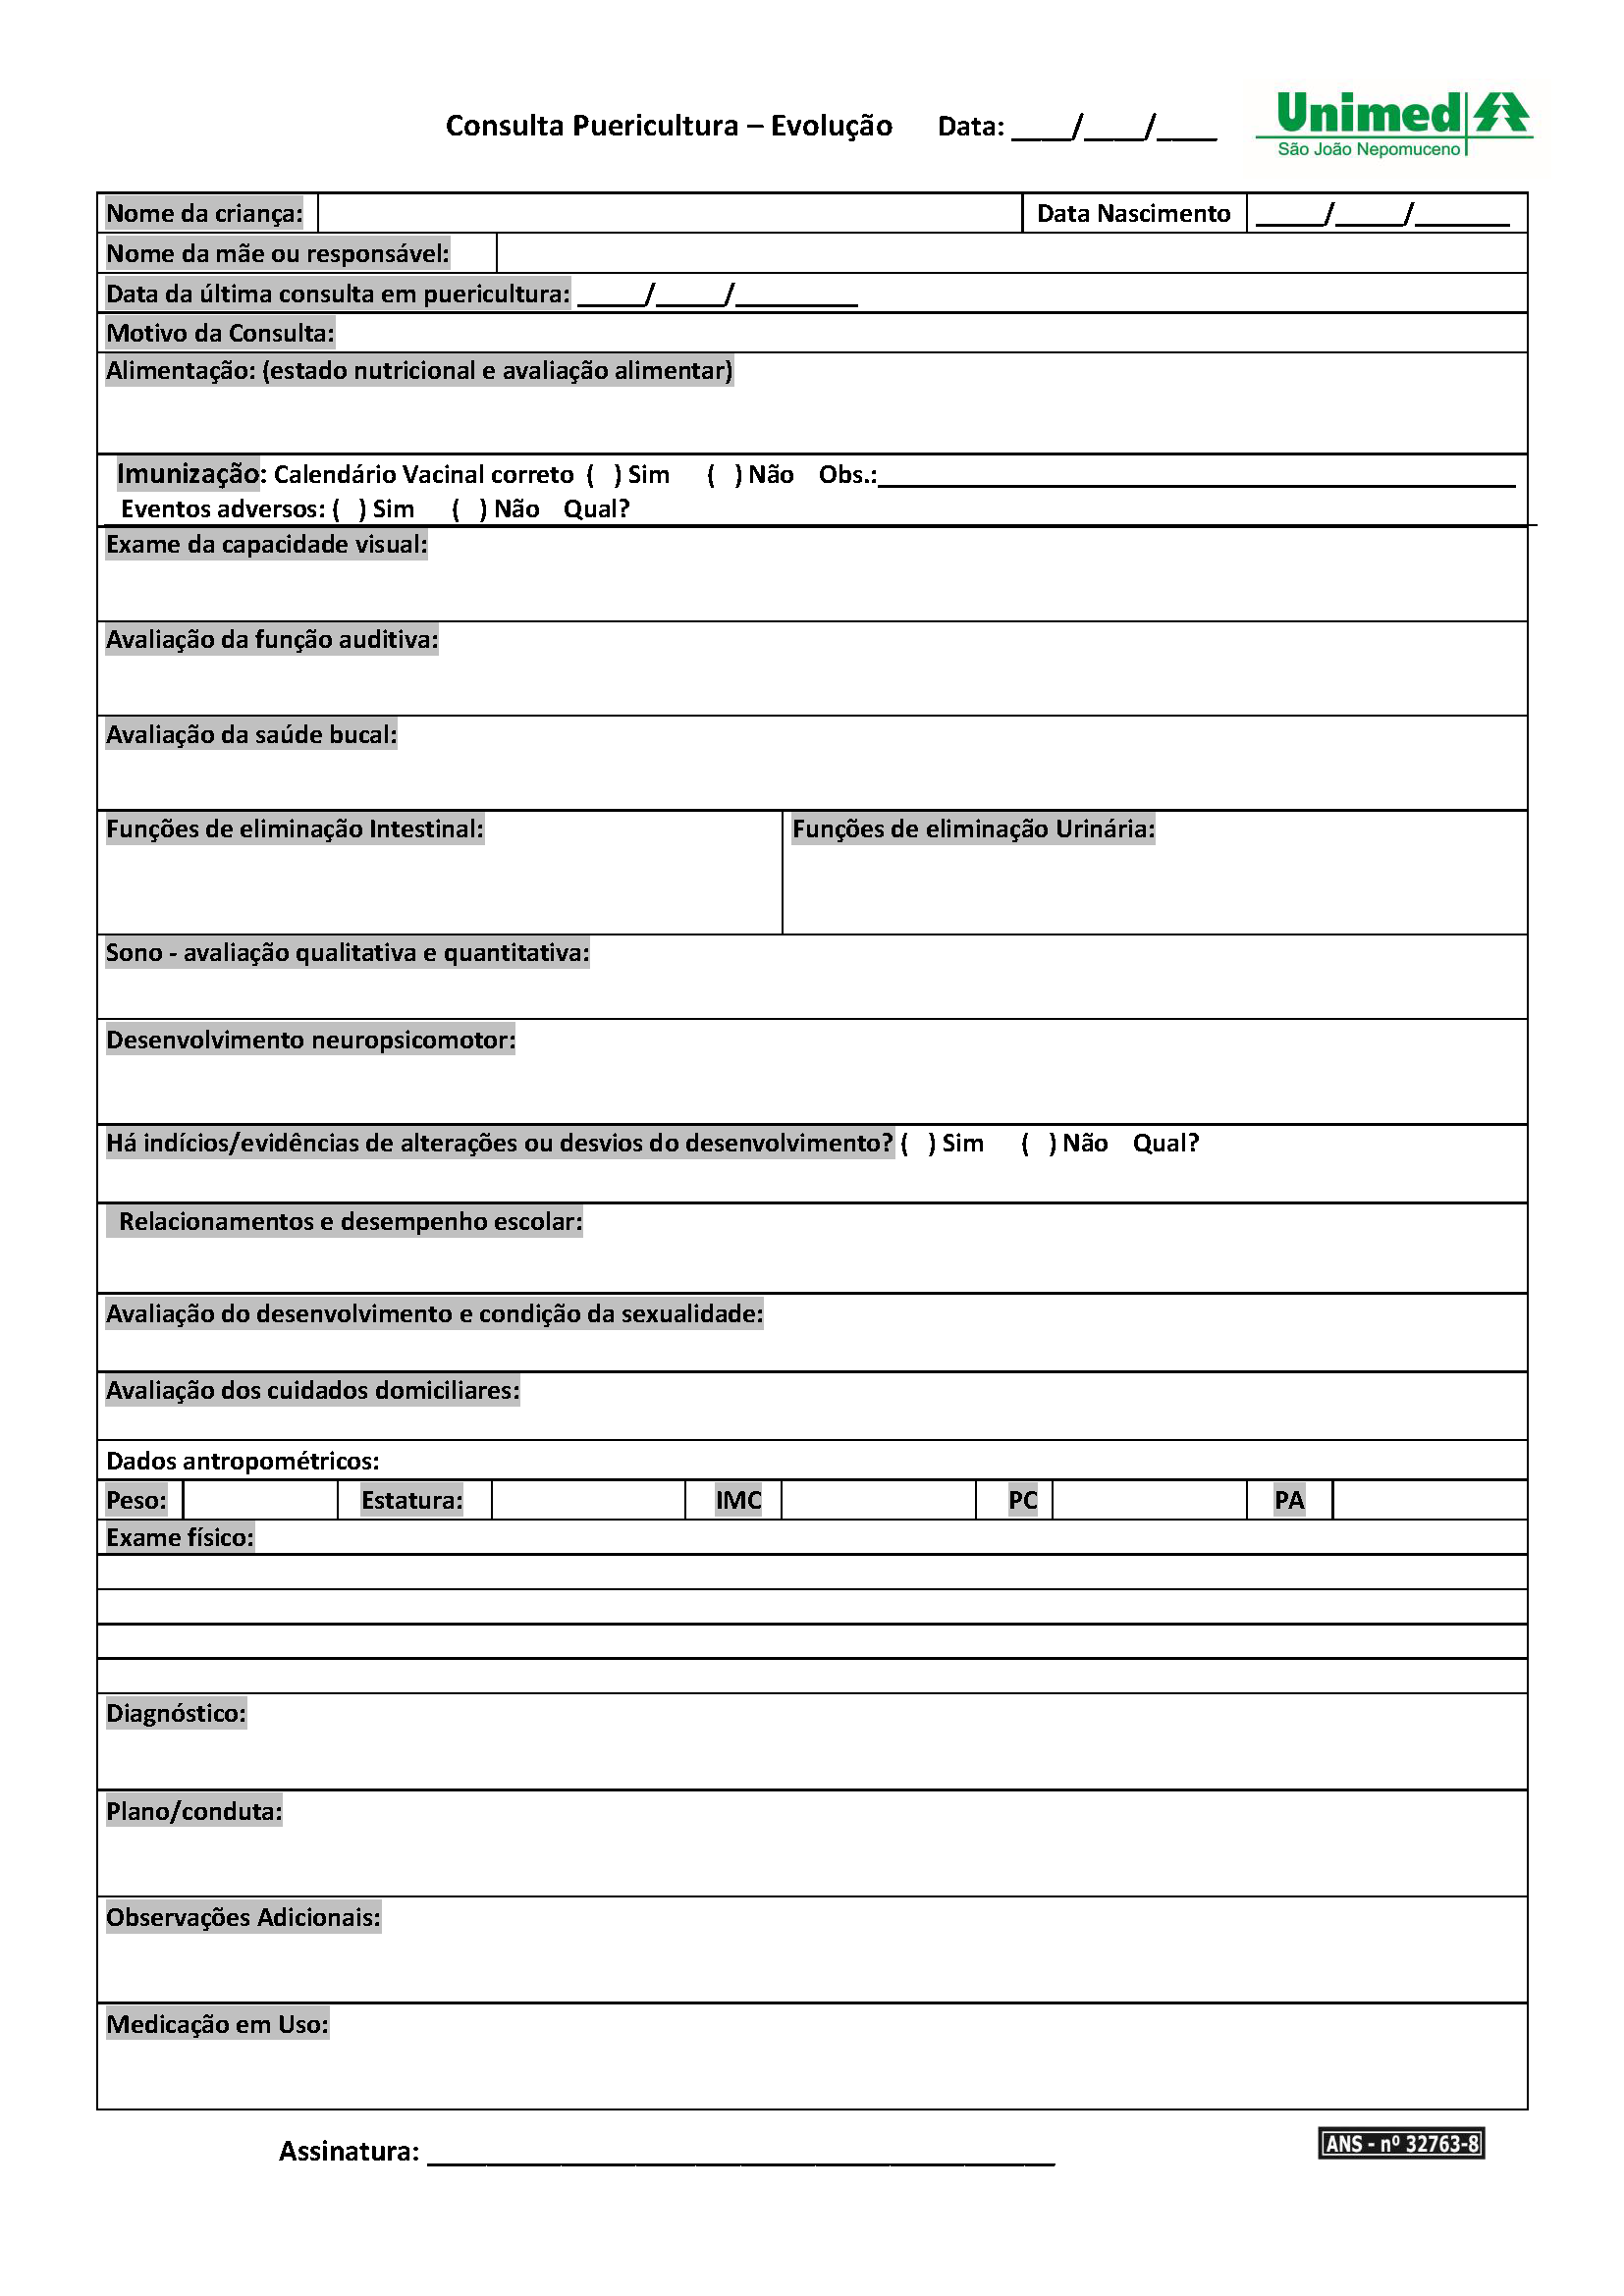 Consulta Puericultura – Evolução Data: ____/____/____
Unimed
São João Nepomuceno
Nome da criança: Data Nascimento _____/_____/_______
Nome da mãe ou responsável:
Data da última consulta em puericultura: _____/_____/_________
Motivo da Consulta:
Alimentação: (estado nutricional e avaliação alimentar)
Imunização: Calendário Vacinal correto ( ) Sim ( ) Não Obs.:_______________________________________________
Eventos adversos: ( ) Sim ( ) Não Qual?
Exame da capacidade visual:
Avaliação da função auditiva:
Avaliação da saúde bucal:
Funções de eliminação Intestinal: Funções de eliminação Urinária:
Sono - avaliação qualitativa e quantitativa:
Desenvolvimento neuropsicomotor:
Há indícios/evidências de alterações ou desvios do desenvolvimento? ( ) Sim ( ) Não Qual?
Relacionamentos e desempenho escolar:
Avaliação do desenvolvimento e condição da sexualidade:
Avaliação dos cuidados domiciliares:
Dados antropométricos:
Peso: Estatura: IMC PC PA
Exame físico:
Diagnóstico:
Plano/conduta:
Observações Adicionais:
Medicação em Uso:
Assinatura: __________________________________________
ANS - nº 32763-8